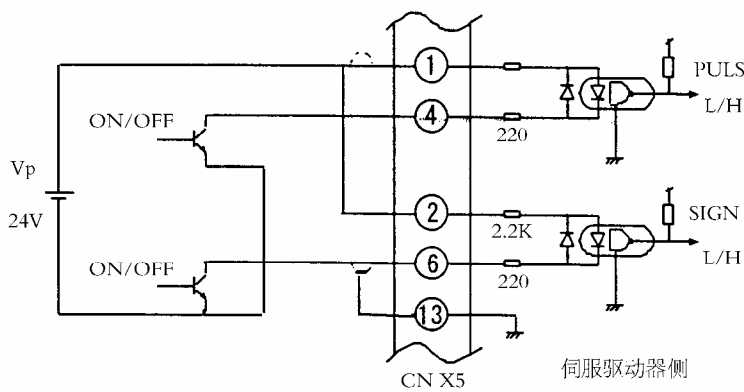 1
PULS
ON/OFF
4
L/H
220
Vp
24V
2
SIGN
2.2K
ON/OFF
6
L/H
220
13
伺服驱动器侧
CN X5